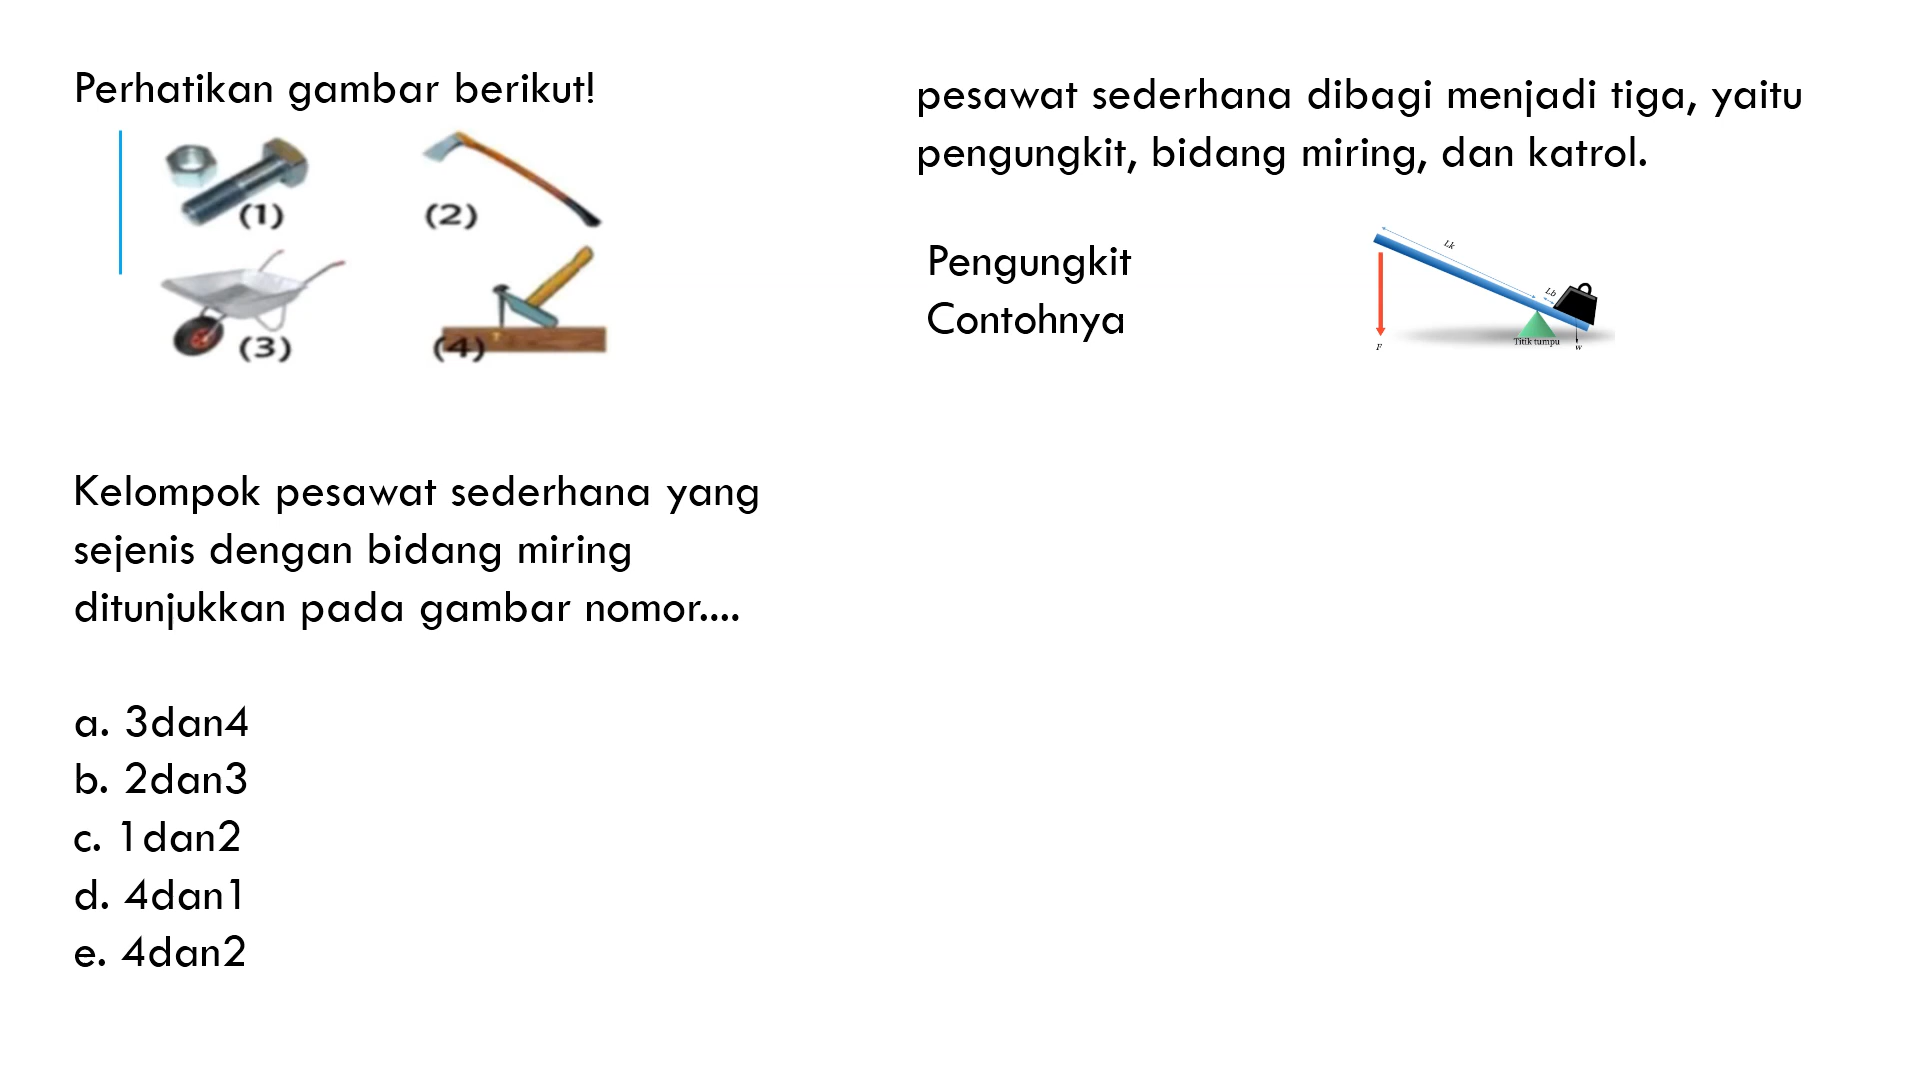 Perhatikan gambar berikut!
(1)
(2)
(3)
(4)
Kelompok pesawat sederhana yang
sejenis dengan bidang miring
ditunjukkan pada gambar nomor....
a. 3dan4
b. 2dan3
c. 1dan2
d. 4dan1
e. 4dan2
pesawat sederhana dibagi menjadi tiga, yaitu
pengungkit, bidang miring, dan katrol.
Pengungkit
Contohnya
Lk
Lb
Titik tumpu
F
w